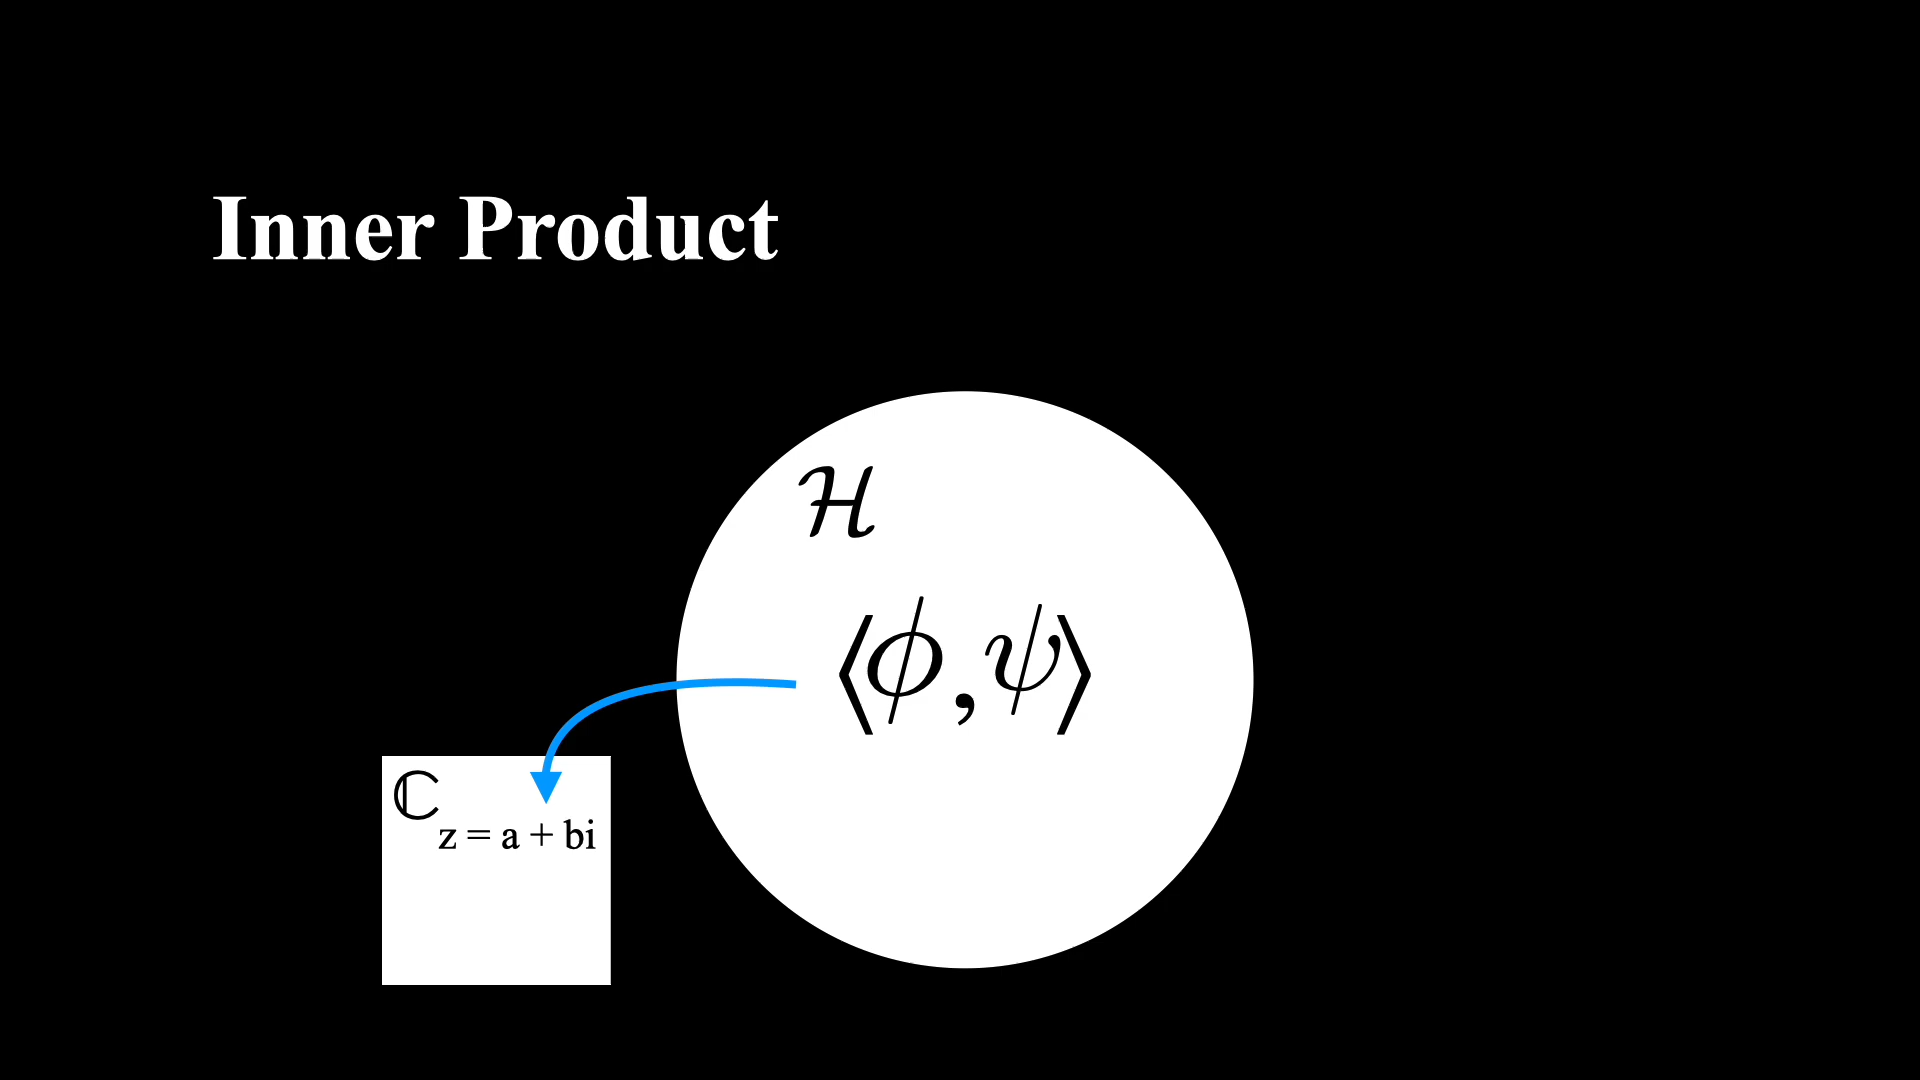 Inner Product
ℋ
⟨ϕ,ψ⟩
ℂ
z = a + bi